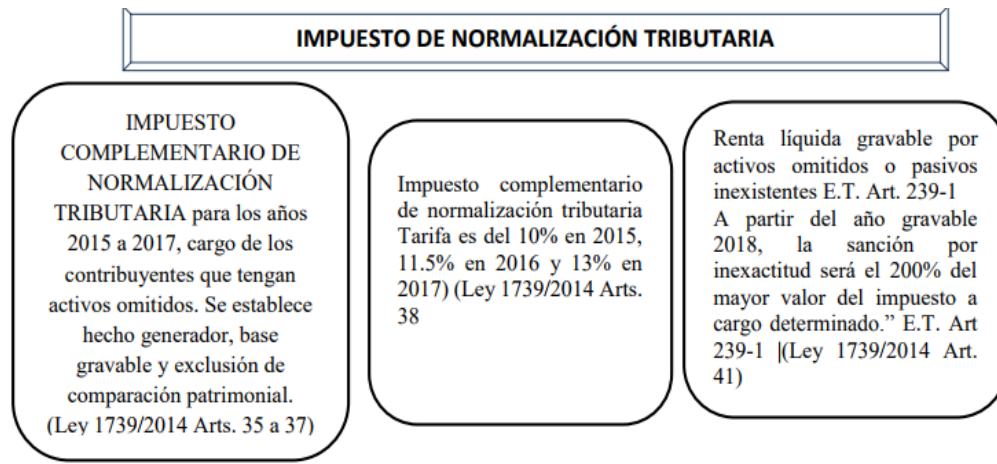 IMPUESTO DE NORMALIZACIÓN TRIBUTARIA
IMPUESTO
COMPLEMENTARIO DE
NORMALIZACIÓN
TRIBUTARIA para los años
2015 a 2017, cargo de los
contribuyentes que tengan
activos omitidos. Se establece
hecho generador, base
gravable y exclusión de
comparación patrimonial.
(Ley 1739/2014 Arts. 35 a 37)
Impuesto complementario
de normalización tributaria
Tarifa es del 10% en 2015,
11.5% en 2016 y 13% en
2017) (Ley 1739/2014 Arts.
38
Renta líquida gravable por
activos omitidos o pasivos
inexistentes E.T. Art. 239-1
A partir del año gravable
2018, la sanción por
inexactitud será el 200% del
mayor valor del impuesto a
cargo determinado.” E.T. Art
239-1 |(Ley 1739/2014 Art.
41)